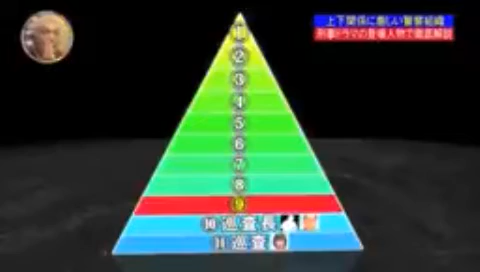 上下関係に厳しい警察組織
刑事ドラマの登場人物で徹底解説
①
②
③
④
⑤
⑥
⑦
⑧
⑨
⑩巡査長
⑪巡査